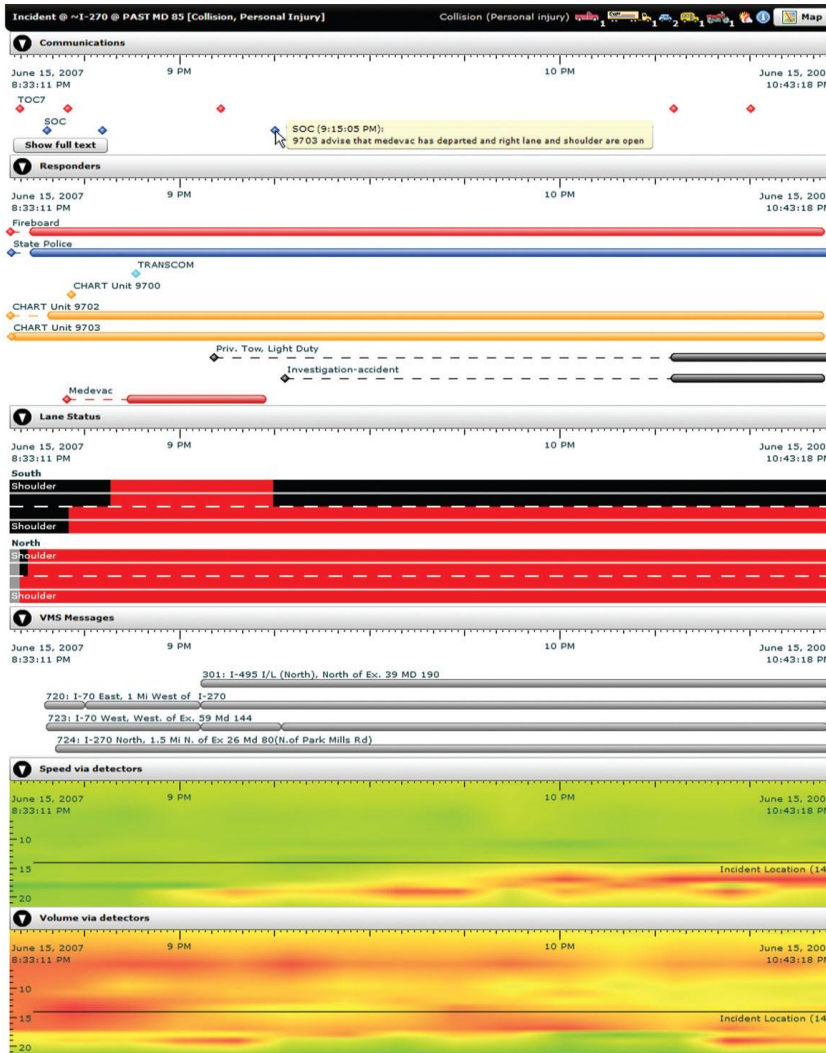 Incident @ ~I-270 @ PAST MD 85 [Collision, Personal Injury]
Collision (Personal injury) 1 1 2 1 1 Map
Communications
June 15, 2007
8:33:11 PM
9 PM
10 PM
June 15, 200
10:43:18 PM
TOC7
SOC
SOC (9:15:05 PM):
9703 advise that medevac has departed and right lane and shoulder are open
Show full text
Responders
June 15, 2007
8:33:11 PM
9 PM
10 PM
June 15, 200
10:43:18 PM
Fireboard
State Police
TRANSCOM
CHART Unit 9700
CHART Unit 9702
CHART Unit 9703
Priv. Tow, Light Duty
Investigation-accident
Medevac
Lane Status
June 15, 2007
8:33:11 PM
9 PM
10 PM
June 15, 200
10:43:18 PM
South
Shoulder
Shoulder
North
Shoulder
Shoulder
VMS Messages
June 15, 2007
8:33:11 PM
9 PM
10 PM
June 15, 200
10:43:18 PM
301: I-495 I/L (North), North of Ex. 39 MD 190
720: I-70 East, 1 Mi West of I-270
723: I-70 West, West. of Ex. 59 Md 144
724: I-270 North, 1.5 Mi N. of Ex 26 Md 80(N.of Park Mills Rd)
Speed via detectors
June 15, 2007
8:33:11 PM
9 PM
10 PM
June 15, 200
10:43:18 PM
10
15
Incident Location (14
20
Volume via detectors
June 15, 2007
8:33:11 PM
9 PM
10 PM
June 15, 200
10:43:18 PM
10
15
Incident Location (14
20